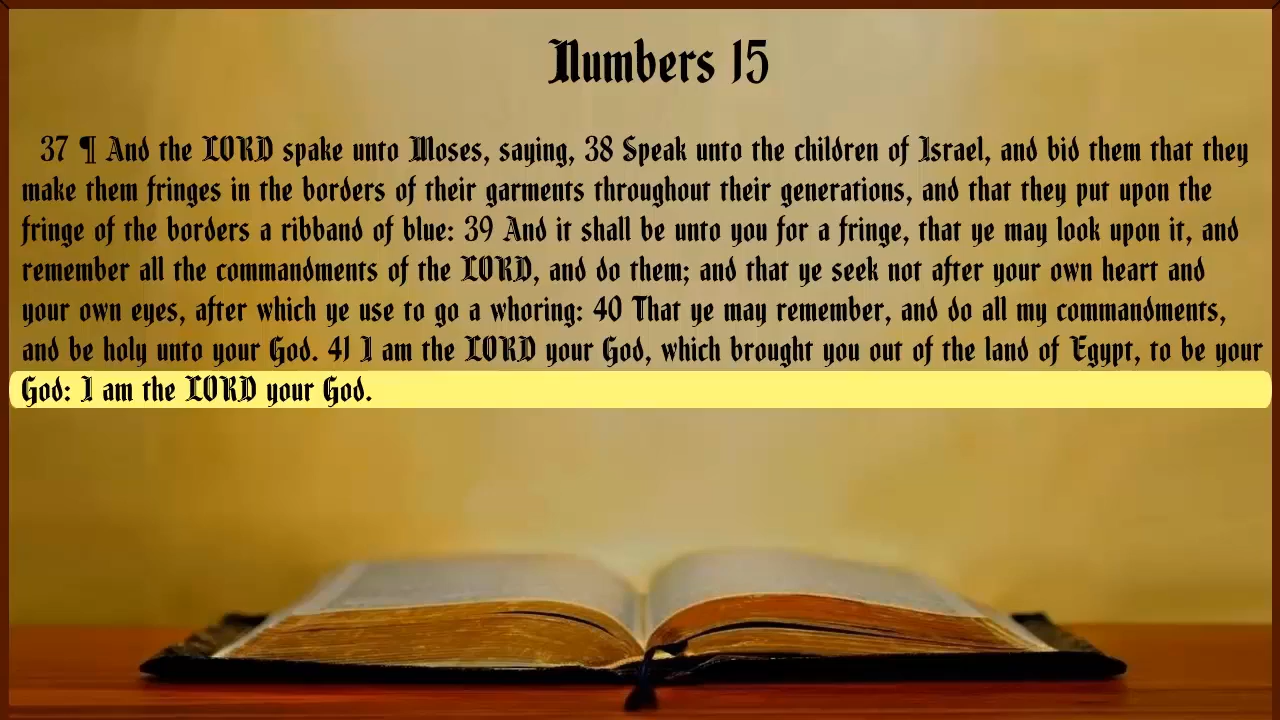 Numbers 15
37 ¶ And the LORD spake unto Moses, saying, 38 Speak unto the children of Israel, and bid them that they
make them fringes in the borders of their garments throughout their generations, and that they put upon the
fringe of the borders a ribband of blue: 39 And it shall be unto you for a fringe, that ye may look upon it, and
remember all the commandments of the LORD, and do them; and that ye seek not after your own heart and
your own eyes, after which ye use to go a whoring: 40 That ye may remember, and do all my commandments,
and be holy unto your God. 41 I am the LORD your God, which brought you out of the land of Egypt, to be your
God: I am the LORD your God.